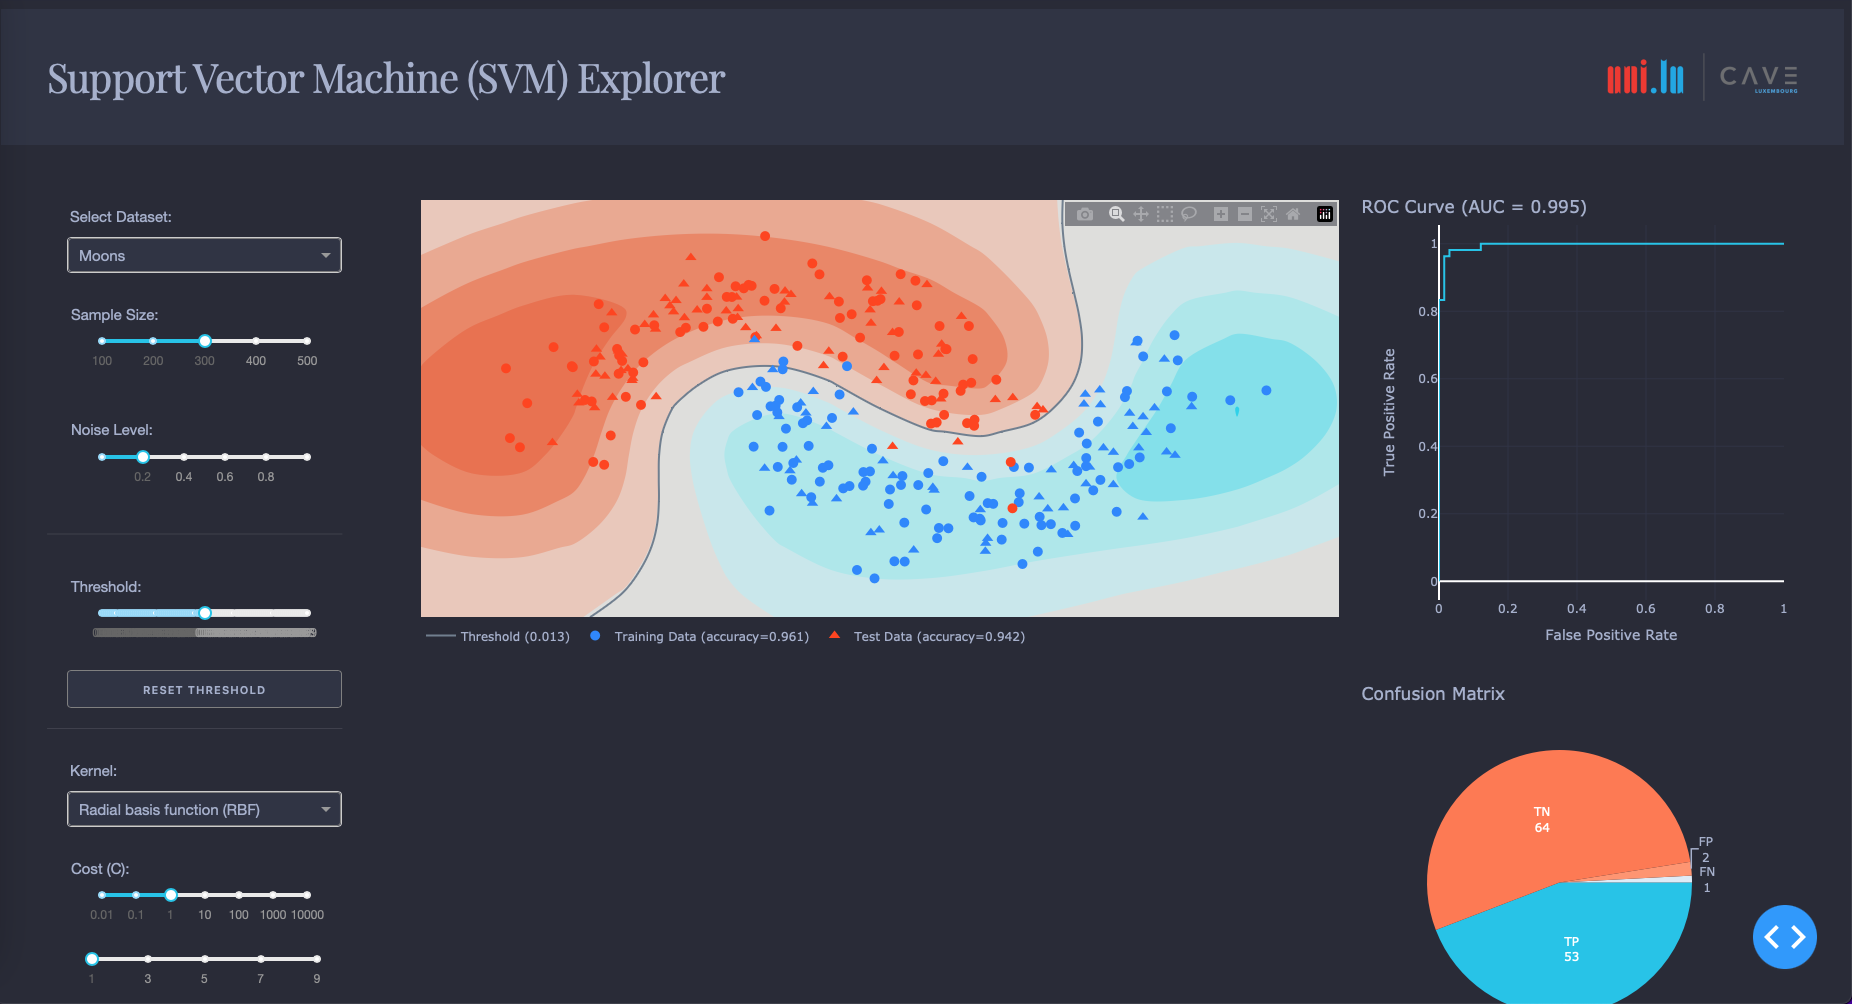 Support Vector Machine (SVM) Explorer
mi.lu
CAVE
LUXEMBOURG
Select Dataset:
Moons
Sample Size:
100 200 300 400 500
Noise Level:
0.2 0.4 0.6 0.8
Threshold:
RESET THRESHOLD
Kernel:
Radial basis function (RBF)
Cost (C):
0.01 0.1 1 10 100 1000 10000
1 3 5 7 9
Threshold (0.013) Training Data (accuracy=0.961) Test Data (accuracy=0.942)
ROC Curve (AUC = 0.995)
1
0.8
0.6
0.4
0.2
0
True Positive Rate
0 0.2 0.4 0.6 0.8 1
False Positive Rate
Confusion Matrix
TN
64
FP
2
FN
1
TP
53